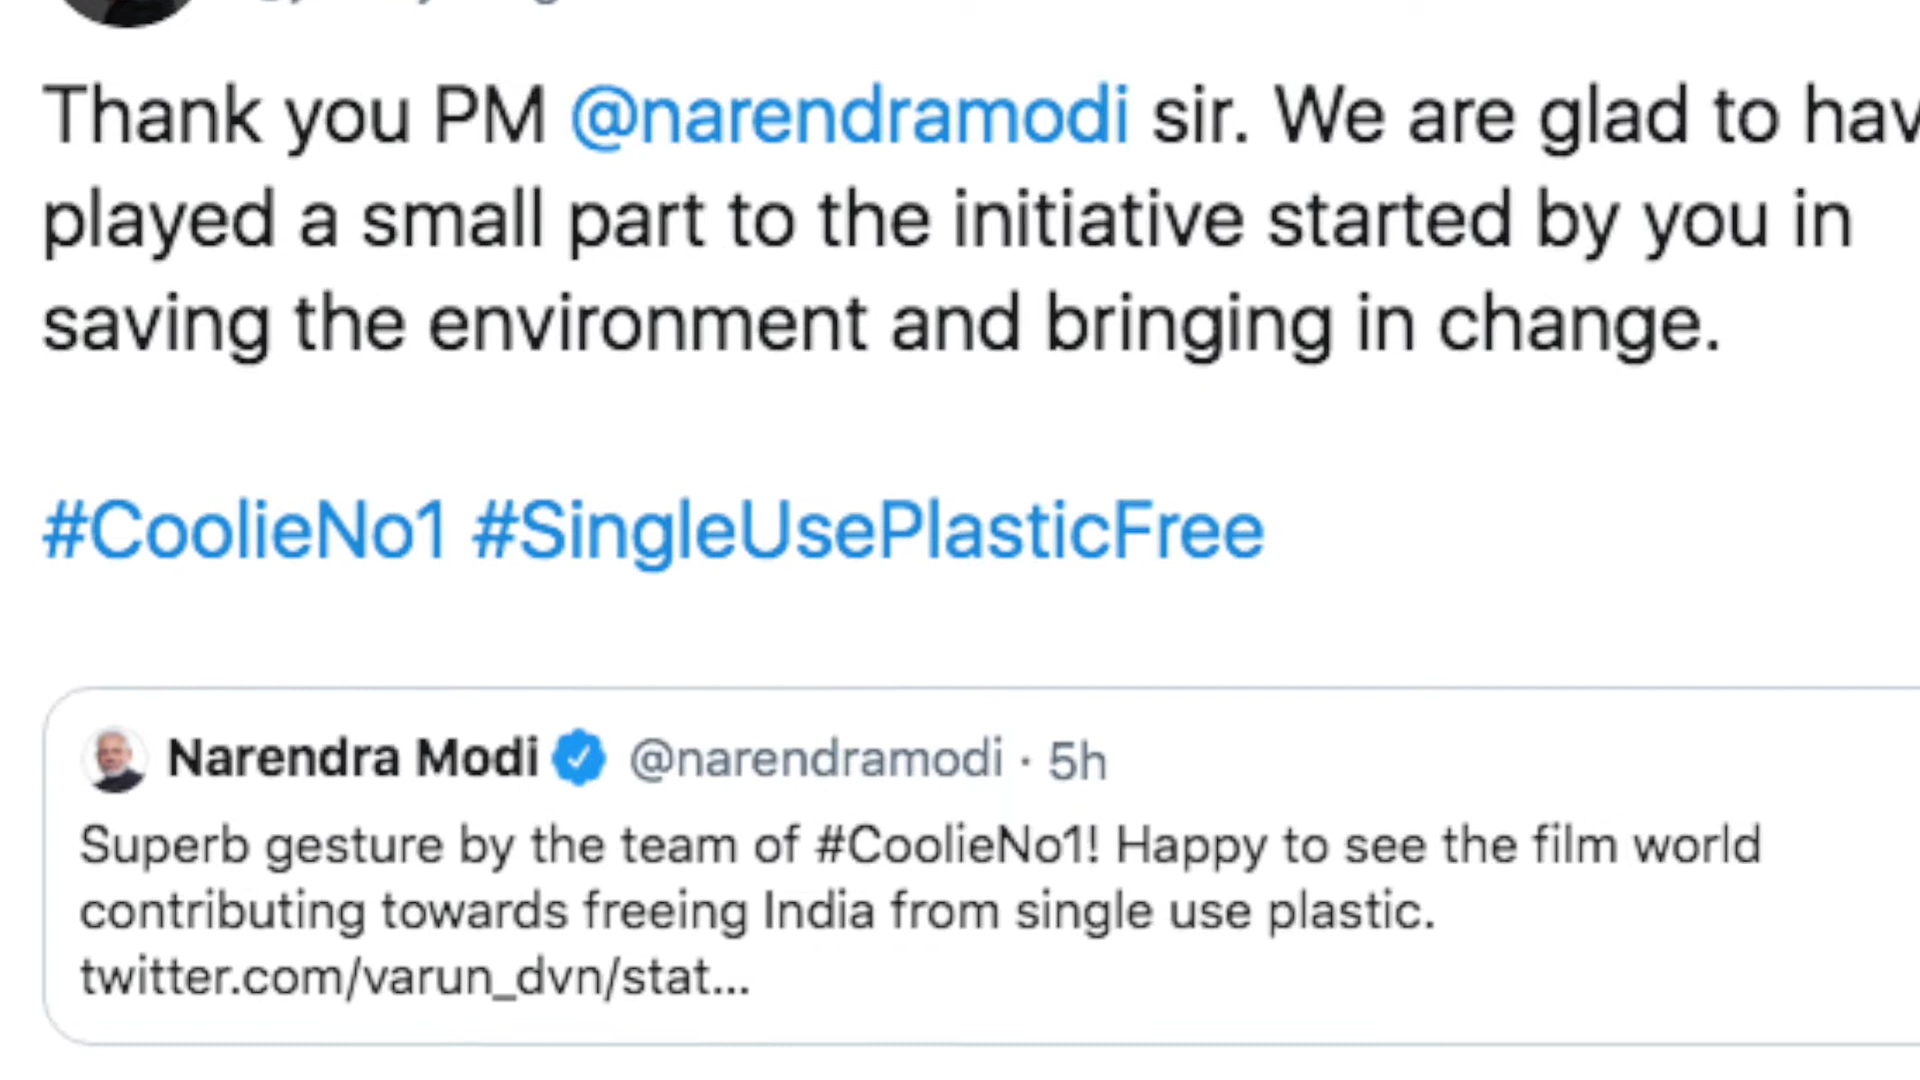 Thank you PM @narendramodi sir. We are glad to hav
played a small part to the initiative started by you in
saving the environment and bringing in change.
#CoolieNo1 #SingleUsePlasticFree
Narendra Modi @narendramodi · 5h
Superb gesture by the team of #CoolieNo1! Happy to see the film world
contributing towards freeing India from single use plastic.
twitter.com/varun_dvn/stat...